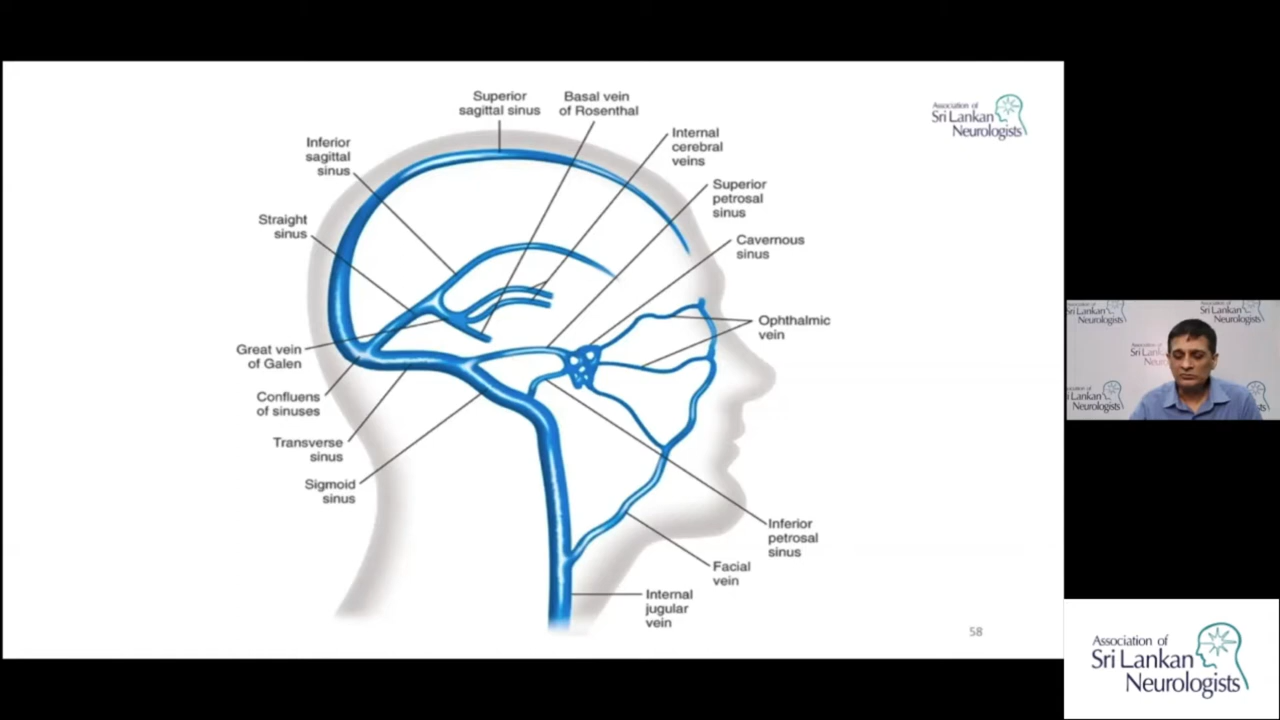 Superior
sagittal sinus
Basal vein
of Rosenthal
Association of
Sri Lankan
Neurologists
Inferior
sagittal
sinus
Internal
cerebral
veins
Superior
petrosal
sinus
Straight
sinus
Cavernous
sinus
Ophthalmic
vein
Great vein
of Galen
Confluens
of sinuses
Transverse
sinus
Sigmoid
sinus
Inferior
petrosal
sinus
Facial
vein
Internal
jugular
vein
58
Association of
Sri Lankan
Neurologists